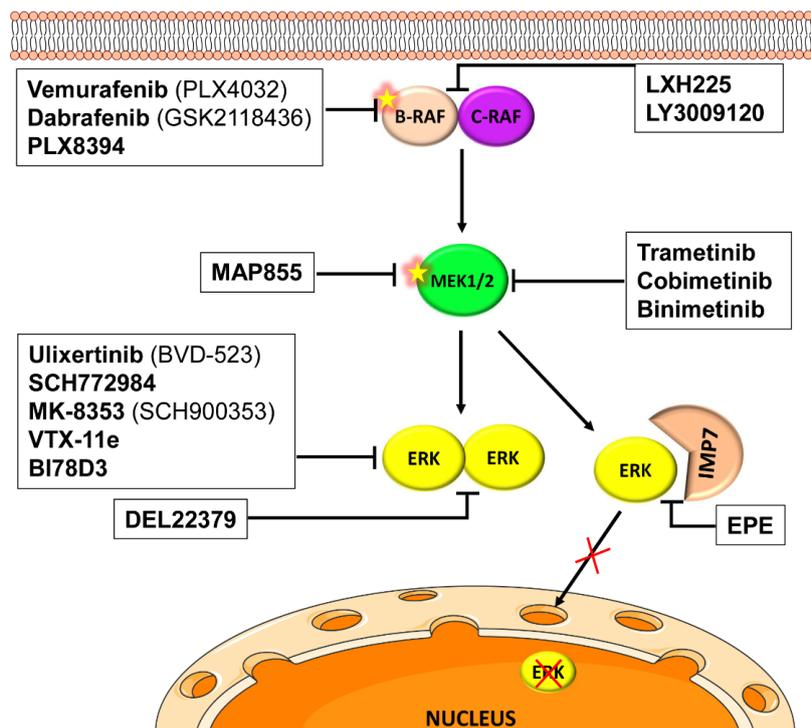 Vemurafenib (PLX4032)
Dabrafenib (GSK2118436)
PLX8394
B-RAF
C-RAF
LXH225
LY3009120
MAP855
MEK1/2
Trametinib
Cobimetinib
Binimetinib
Ulixertinib (BVD-523)
SCH772984
MK-8353 (SCH900353)
VTX-11e
BI78D3
ERK
ERK
ERK
IMP7
DEL22379
EPE
ERK
NUCLEUS